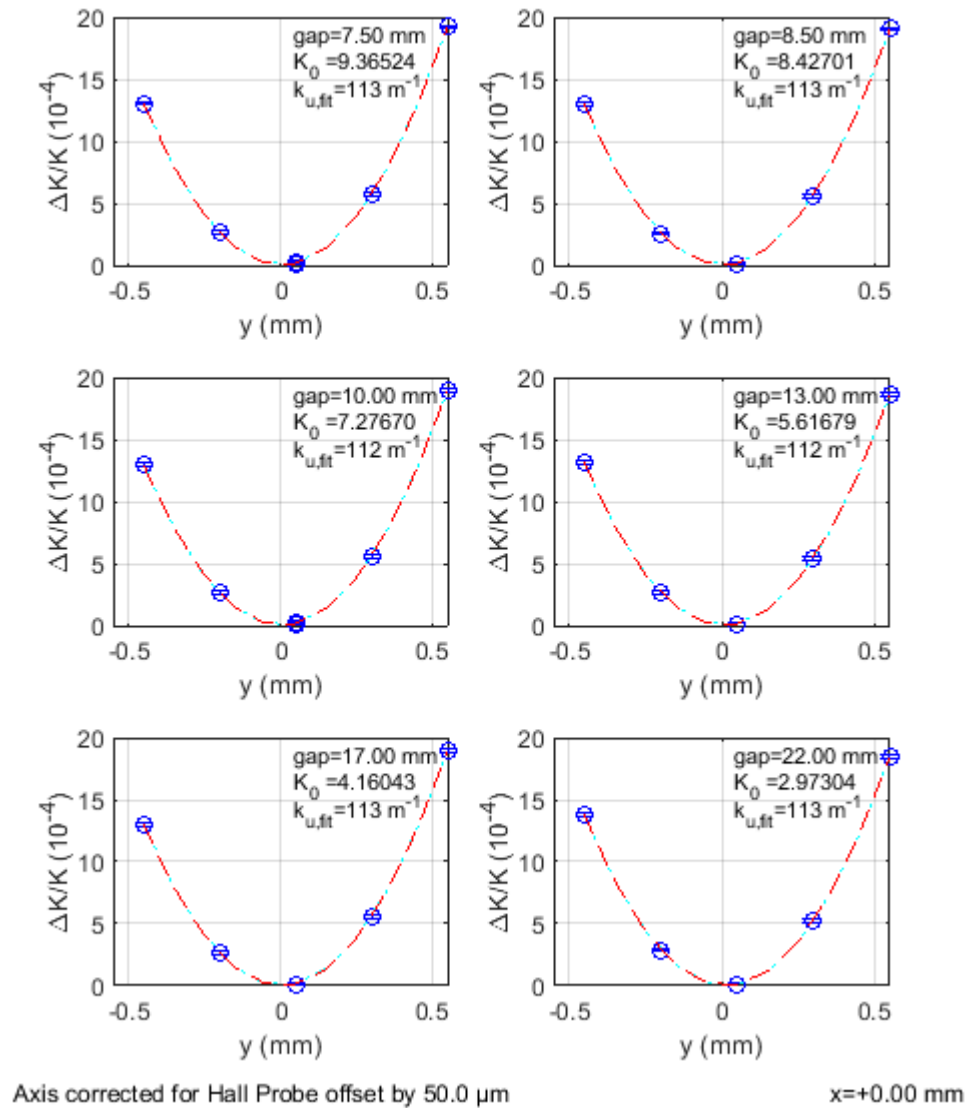 20
15
10
5
0
ΔK/K (10⁻⁴)
gap=7.50 mm
K₀ =9.36524
k_u,fit=113 m⁻¹
-0.5 0 0.5
y (mm)
20
15
10
5
0
ΔK/K (10⁻⁴)
gap=8.50 mm
K₀ =8.42701
k_u,fit=113 m⁻¹
-0.5 0 0.5
y (mm)
20
15
10
5
0
ΔK/K (10⁻⁴)
gap=10.00 mm
K₀ =7.27670
k_u,fit=112 m⁻¹
-0.5 0 0.5
y (mm)
20
15
10
5
0
ΔK/K (10⁻⁴)
gap=13.00 mm
K₀ =5.61679
k_u,fit=112 m⁻¹
-0.5 0 0.5
y (mm)
20
15
10
5
0
ΔK/K (10⁻⁴)
gap=17.00 mm
K₀ =4.16043
k_u,fit=113 m⁻¹
-0.5 0 0.5
y (mm)
20
15
10
5
0
ΔK/K (10⁻⁴)
gap=22.00 mm
K₀ =2.97304
k_u,fit=113 m⁻¹
-0.5 0 0.5
y (mm)
Axis corrected for Hall Probe offset by 50.0 μm
x=+0.00 mm